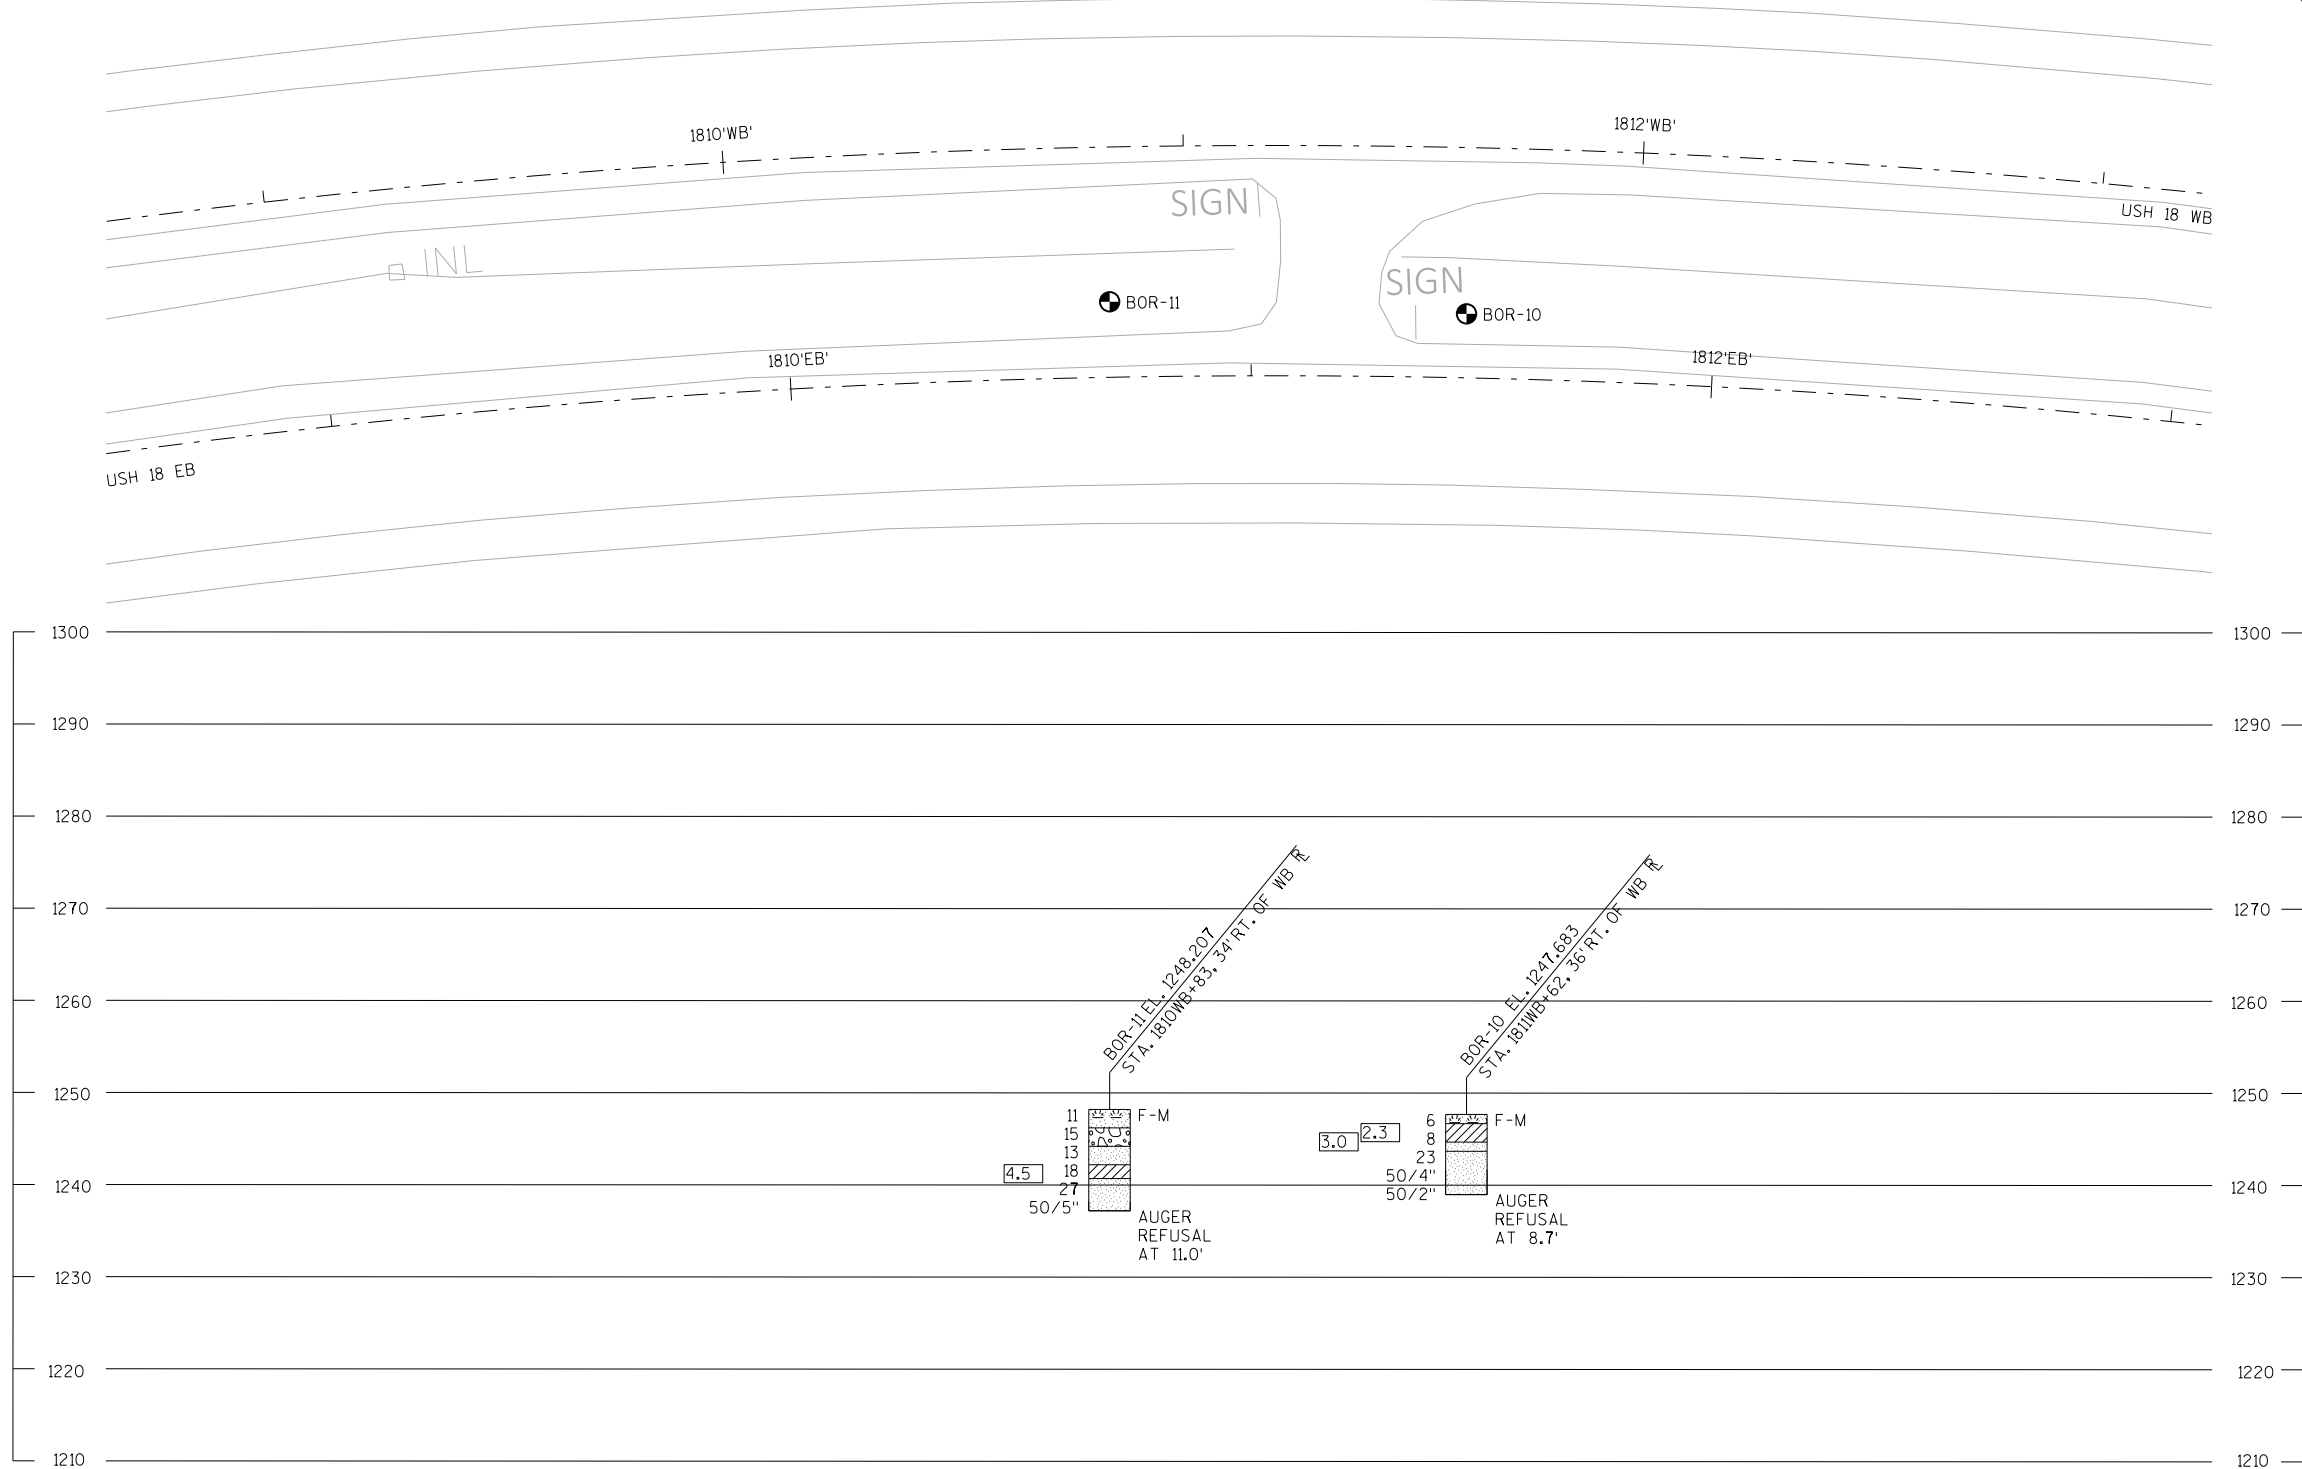 1810'WB'
1812'WB'
USH 18 WB
SIGN
INL
SIGN
BOR-11
BOR-10
1810'EB'
1812'EB'
USH 18 EB
1300 1300
1290 1290
1280 1280
1270 1270
1260 1260
1250 1250
1240 1240
1230 1230
1220 1220
1210 1210
BOR-11 EL. 1248.207
STA. 1810WB+83, 34' RT. OF WB RL
11 F-M
15
13
4.5 18
27
50/5"
AUGER
REFUSAL
AT 11.0'
BOR-10 EL. 1247.683
STA. 1811WB+62, 36' RT. OF WB RL
6 F-M
3.0 2.3 8
23
50/4"
50/2"
AUGER
REFUSAL
AT 8.7'